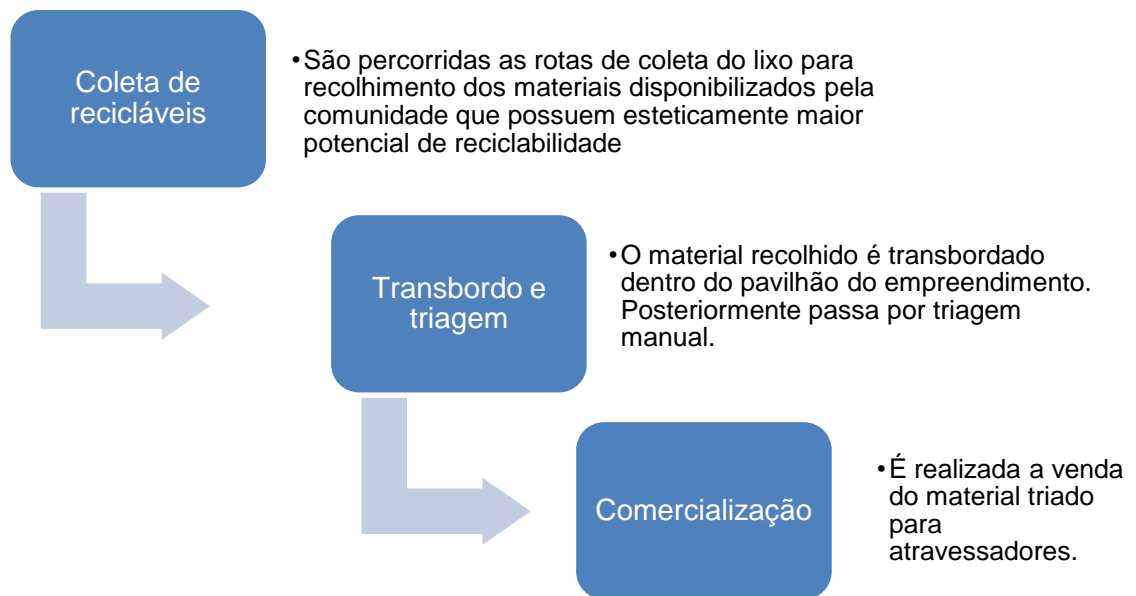 Coleta de
recicláveis
•São percorridas as rotas de coleta do lixo para
recolhimento dos materiais disponibilizados pela
comunidade que possuem esteticamente maior
potencial de reciclabilidade
Transbordo e
triagem
•O material recolhido é transbordado
dentro do pavilhão do empreendimento.
Posteriormente passa por triagem
manual.
Comercialização
•É realizada a venda
do material triado
para
atravessadores.